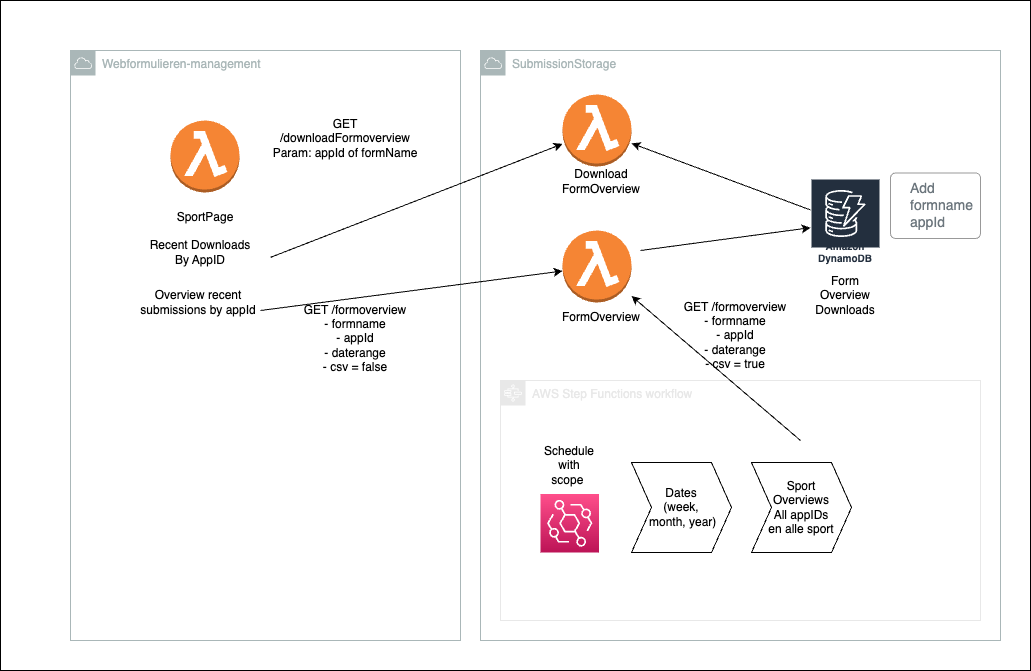 Webformulieren-management
SubmissionStorage
GET
/downloadFormoverview
Param: appId of formName
SportPage
Recent Downloads
By AppID
Overview recent
submissions by appId
GET /formoverview
- formname
- appId
- daterange
- csv = false
Download
FormOverview
FormOverview
Amazon
DynamoDB
Form
Overview
Downloads
Add
formname
appId
GET /formoverview
- formname
- appId
- daterange
- csv = true
AWS Step Functions workflow
Schedule
with
scope
Dates
(week,
month, year)
Sport
Overviews
All appIDs
en alle sport